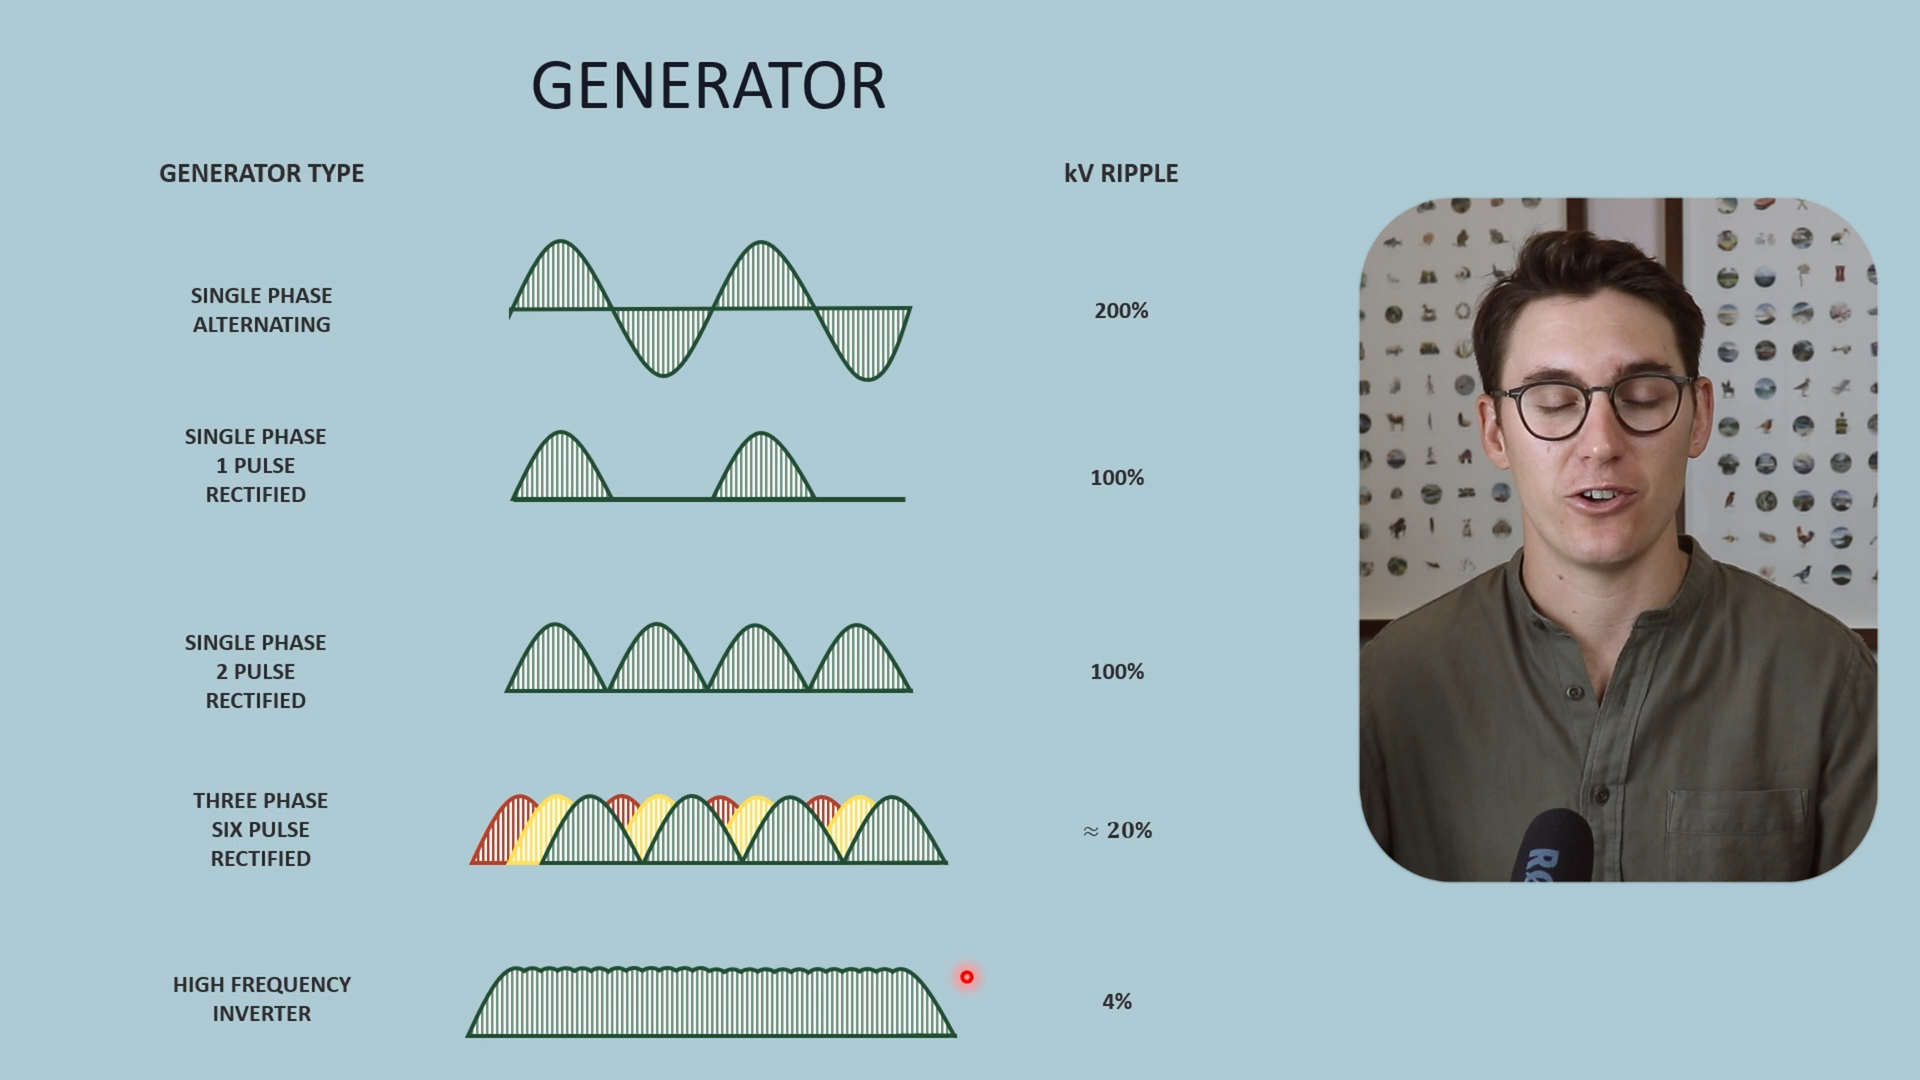 GENERATOR
GENERATOR TYPE
kV RIPPLE
SINGLE PHASE
ALTERNATING
200%
SINGLE PHASE
1 PULSE
RECTIFIED
100%
SINGLE PHASE
2 PULSE
RECTIFIED
100%
THREE PHASE
SIX PULSE
RECTIFIED
≈ 20%
HIGH FREQUENCY
INVERTER
4%